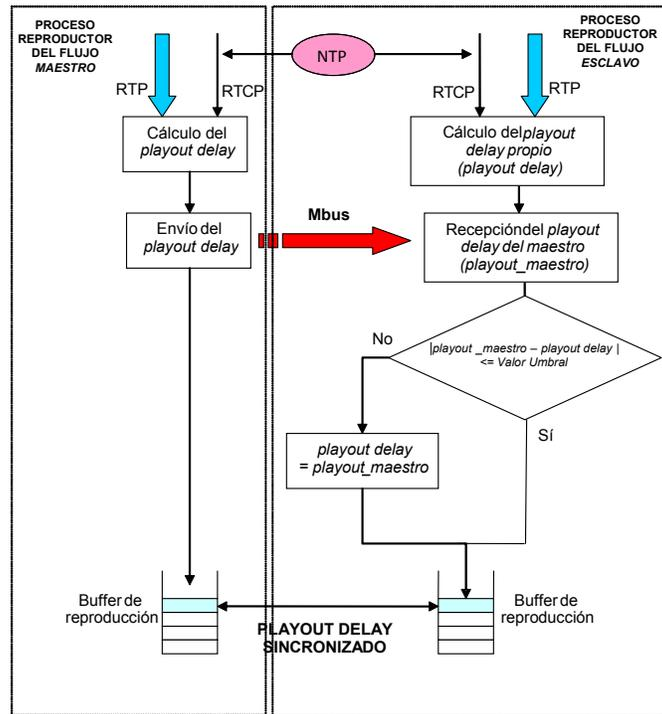 PROCESO
REPRODUCTOR
DEL FLUJO
MAESTRO
RTP
RTCP
NTP
PROCESO
REPRODUCTOR
DEL FLUJO
ESCLAVO
RTCP
RTP
Cálculo del
playout delay
Cálculo del playout
delay propio
(playout delay)
Envío del
playout delay
Mbus
Recepción del playout
delay del maestro
(playout_maestro)
No
|playout _maestro – playout delay |
<= Valor Umbral
Sí
playout delay
= playout_maestro
Buffer de
reproducción
PLAYOUT DELAY
SINCRONIZADO
Buffer de
reproducción